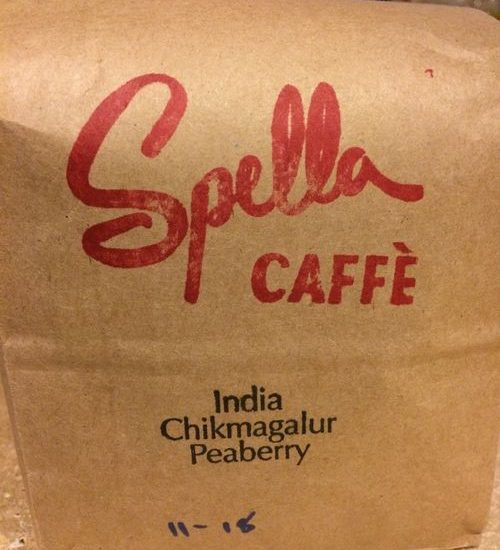 Spella
CAFFÈ
India
Chikmagalur
Peaberry
11-18